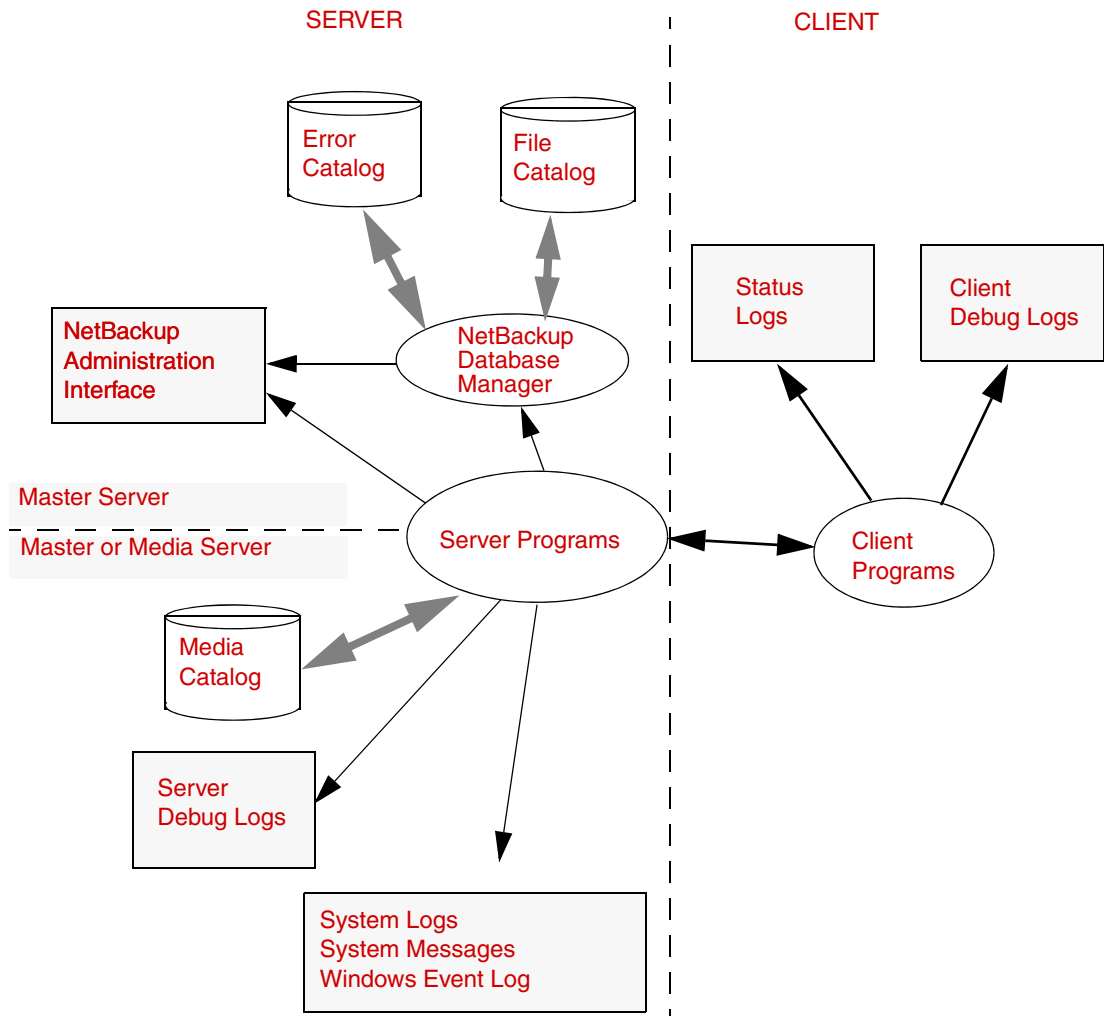 SERVER
CLIENT
Error
Catalog
File
Catalog
Status
Logs
Client
Debug Logs
NetBackup
Administration
Interface
NetBackup
Database
Manager
Master Server
Master or Media Server
Server Programs
Client
Programs
Media
Catalog
Server
Debug Logs
System Logs
System Messages
Windows Event Log